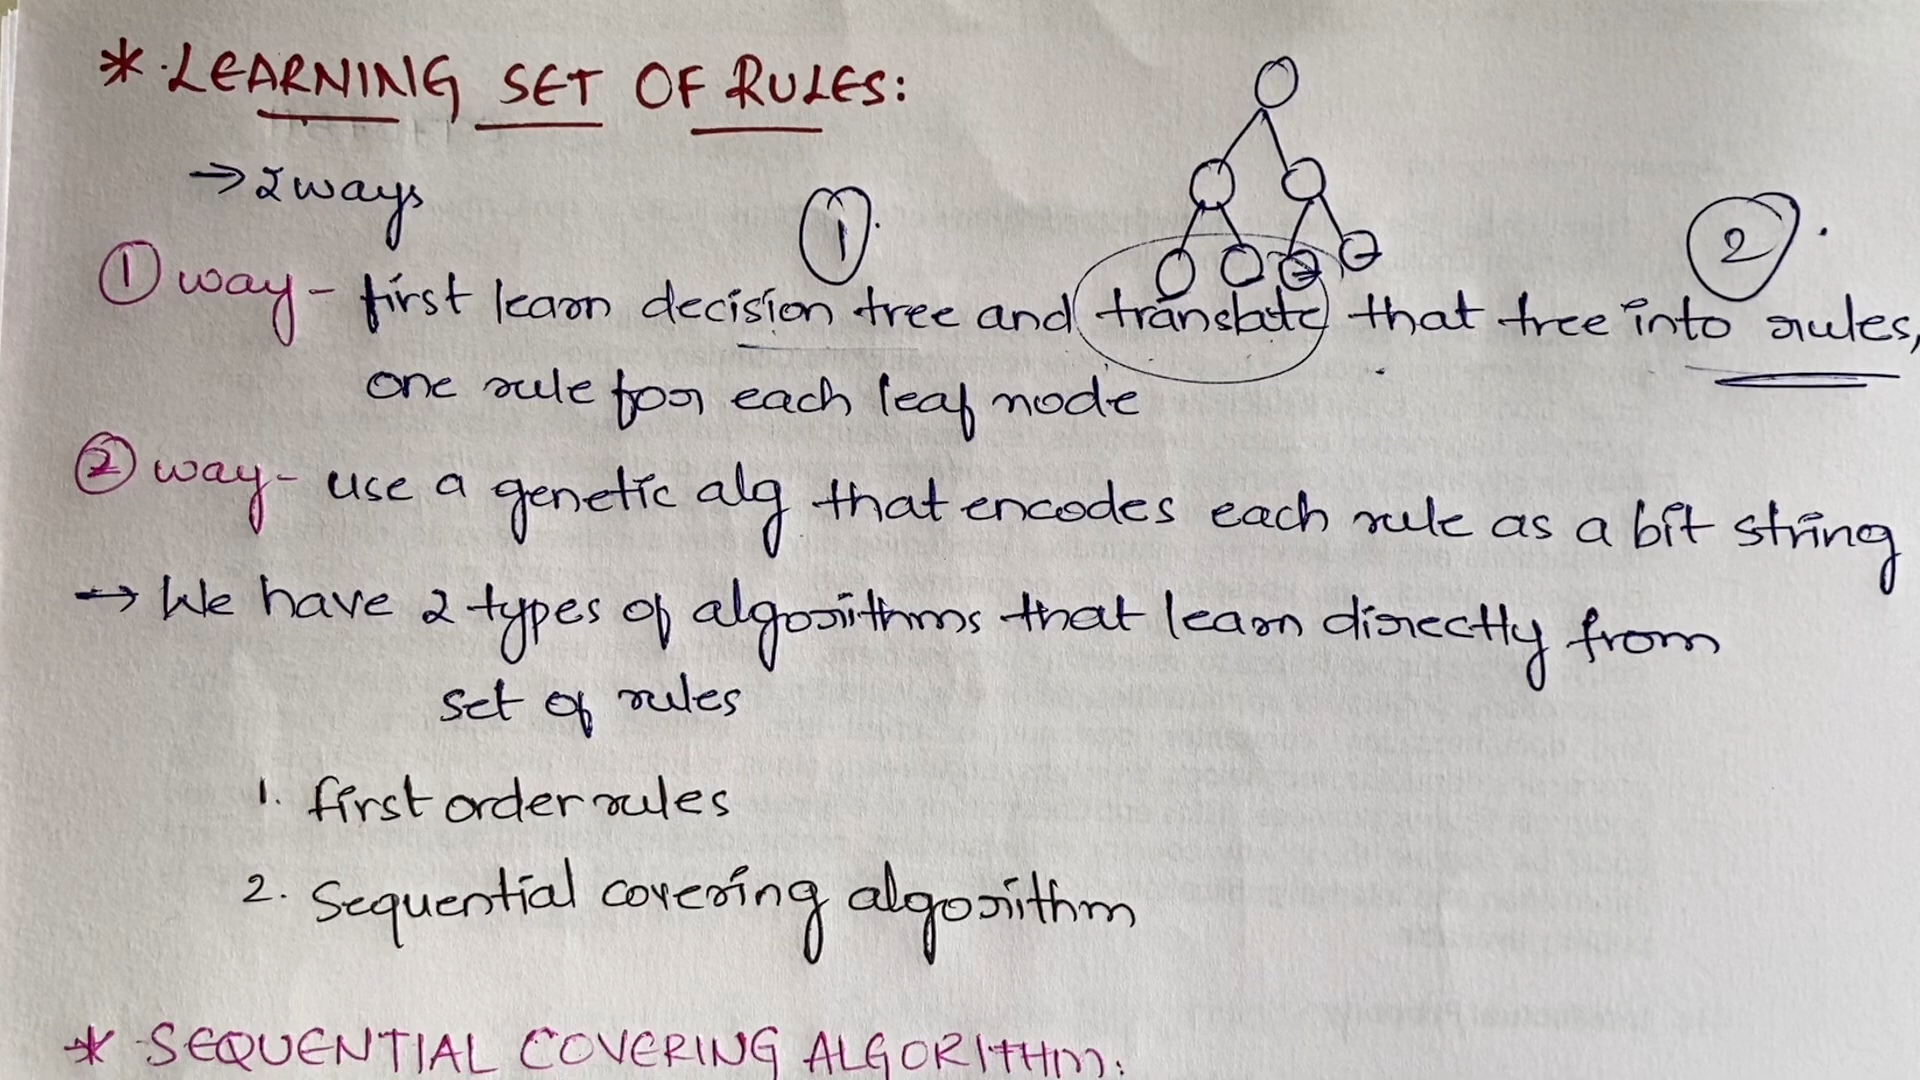 * LEARNING SET OF RULES:
→ 2 ways
① way - first learn decision tree and translate that tree into rules,
① ②
one rule for each leaf node
② way - use a genetic alg that encodes each rule as a bit string
→ We have 2 types of algorithms that learn directly from
set of rules
1. first order rules
2. Sequential covering algorithm
* SEQUENTIAL COVERING ALGORITHM: